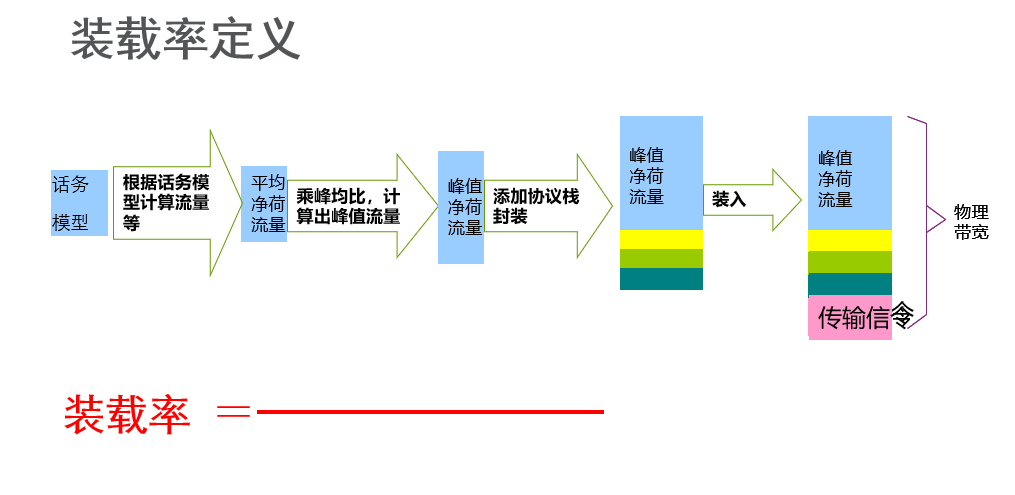 装载率定义
话务
模型
根据话务模
型计算流量
等
平均
净荷
流量
乘峰均比，计
算出峰值流量
峰值
净荷
流量
添加协议栈
封装
峰值
净荷
流量
装入
峰值
净荷
流量
传输信令
物理
带宽
装载率 ＝